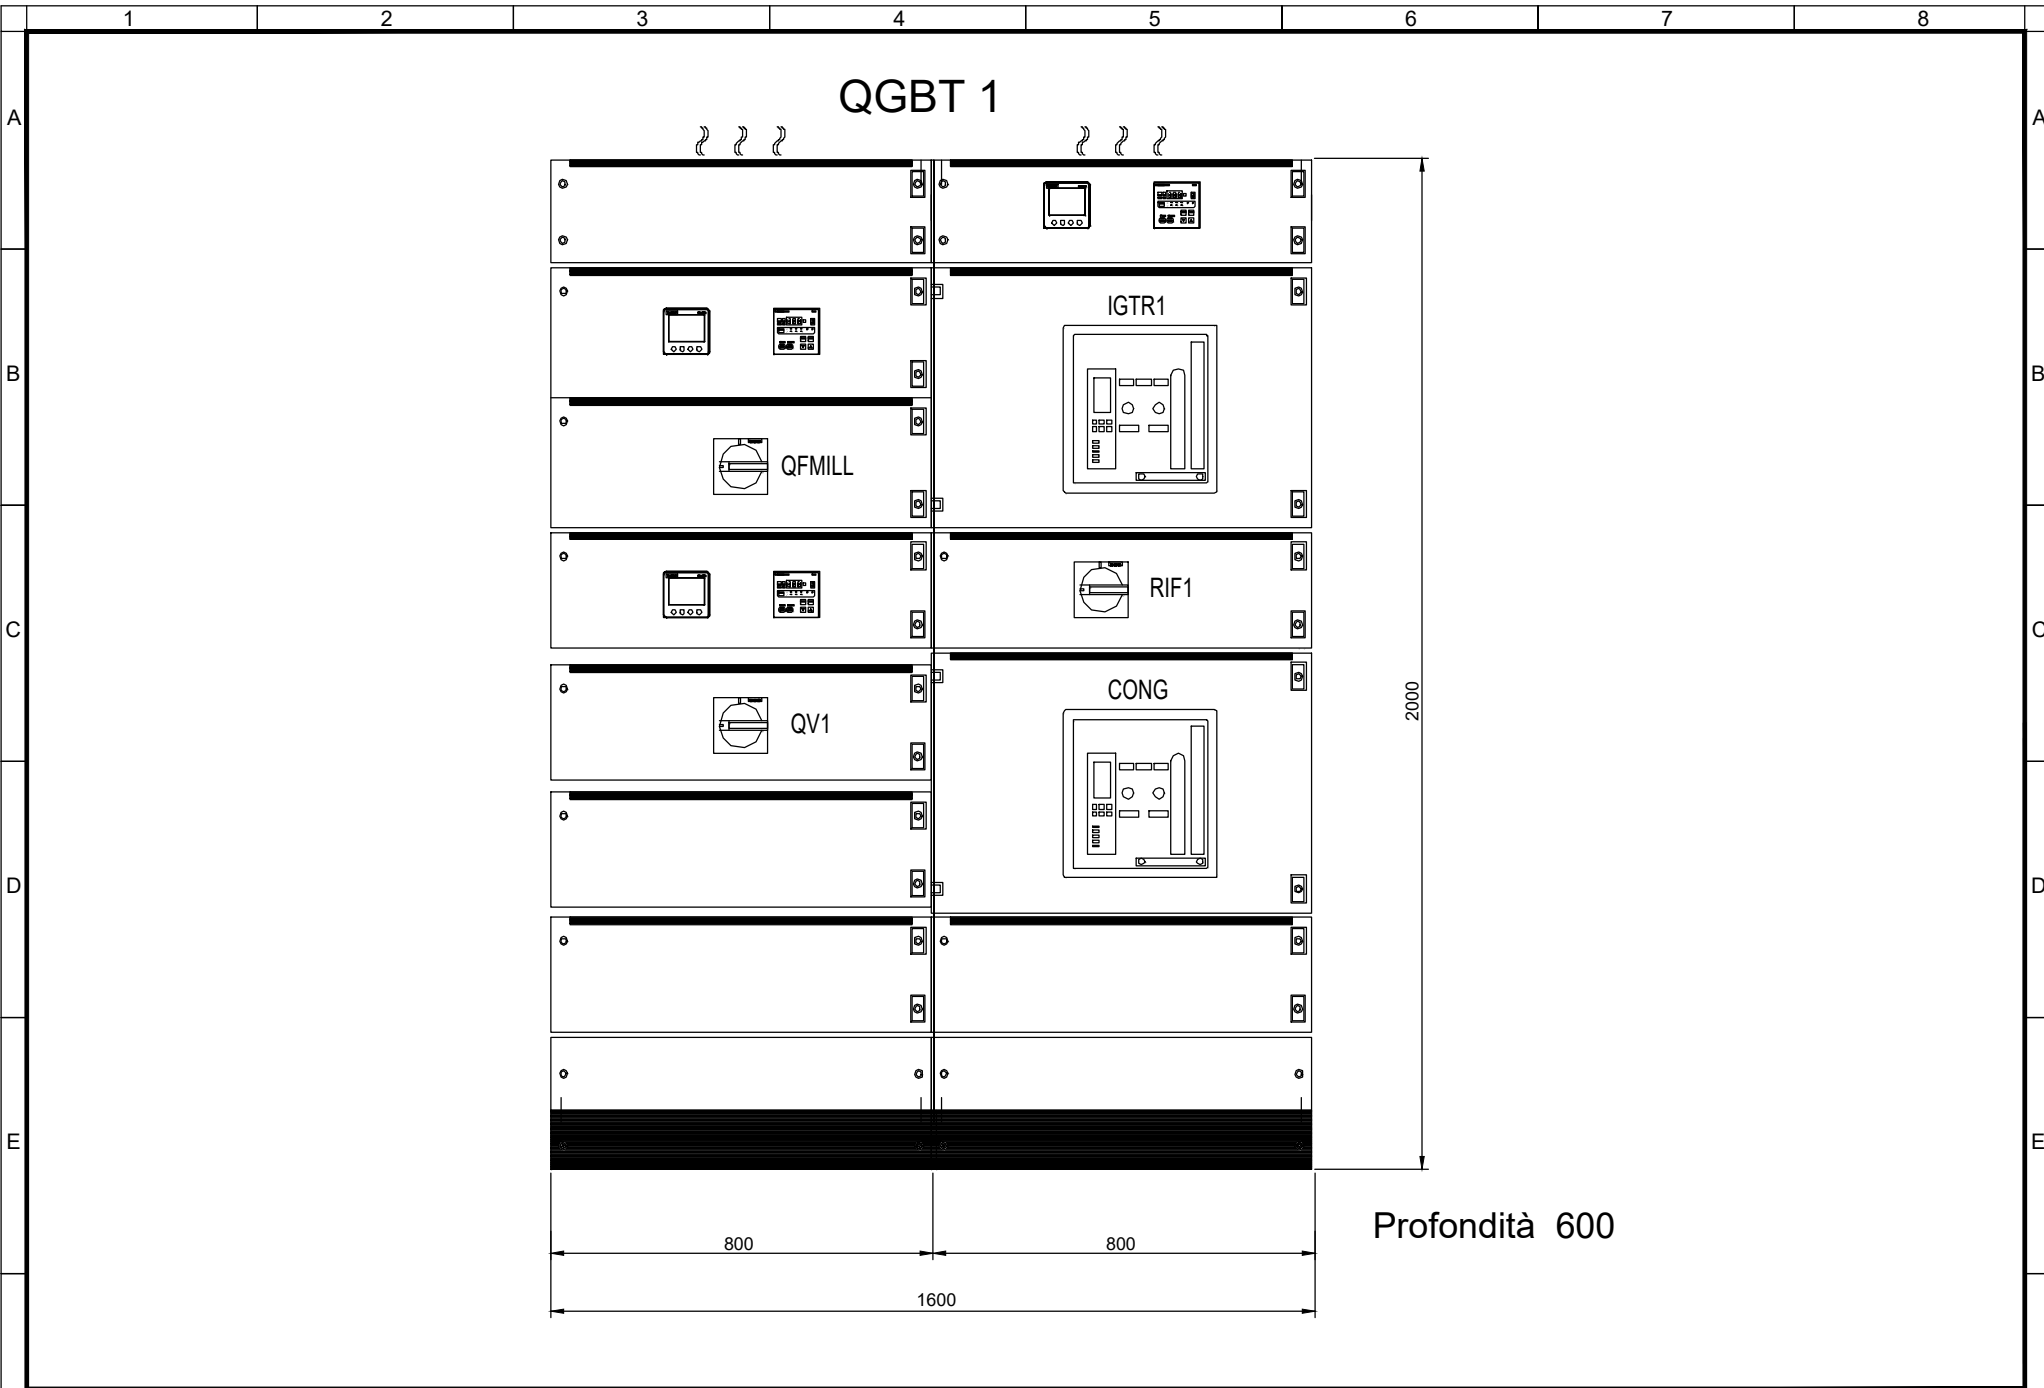 1 2 3 4 5 6 7 8
QGBT 1
A A
IGTR1
B B
QFMILL
RIF1
C C
CONG
2000
QV1
D D
E E
Profondità 600
800 800
1600